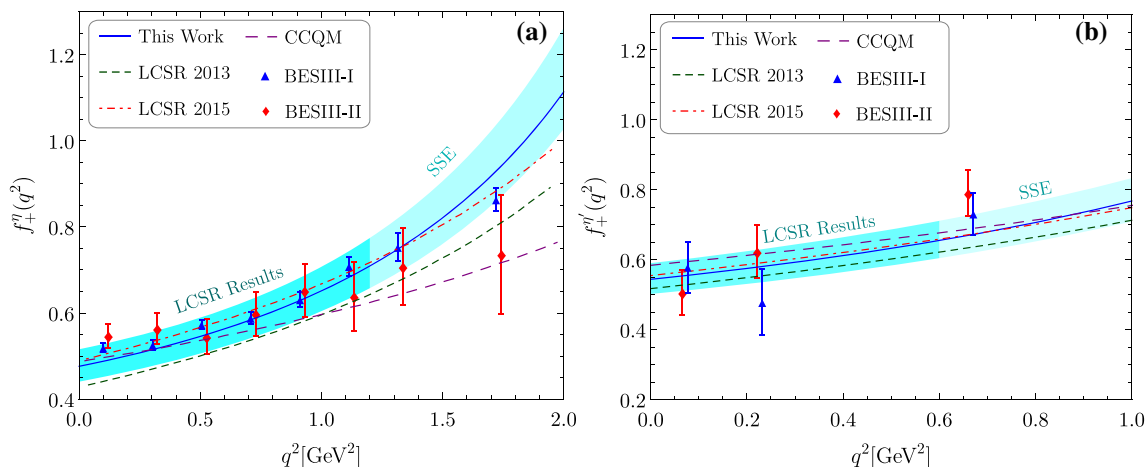 (a)
This Work
CCQM
LCSR 2013
BESIII-I
LCSR 2015
BESIII-II
SSE
LCSR Results
f₊^η(q²)
1.2
1.0
0.8
0.6
0.4
0.0 0.5 1.0 1.5 2.0
q²[GeV²]
(b)
This Work
CCQM
LCSR 2013
BESIII-I
LCSR 2015
BESIII-II
SSE
LCSR Results
f₊^η′(q²)
1.2
1.0
0.8
0.6
0.4
0.2
0.0 0.2 0.4 0.6 0.8 1.0
q²[GeV²]